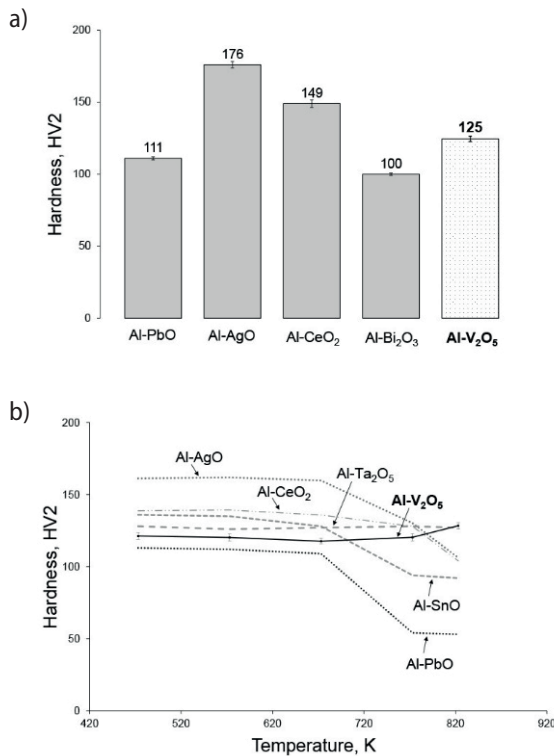 a)
200
150
100
50
0
Hardness, HV2
111
176
149
100
125
Al-PbO
Al-AgO
Al-CeO₂
Al-Bi₂O₃
Al-V₂O₅
b)
200
150
100
50
0
Hardness, HV2
Al-AgO
Al-CeO₂
Al-Ta₂O₅
Al-V₂O₅
Al-SnO
Al-PbO
420
520
620
720
820
920
Temperature, K